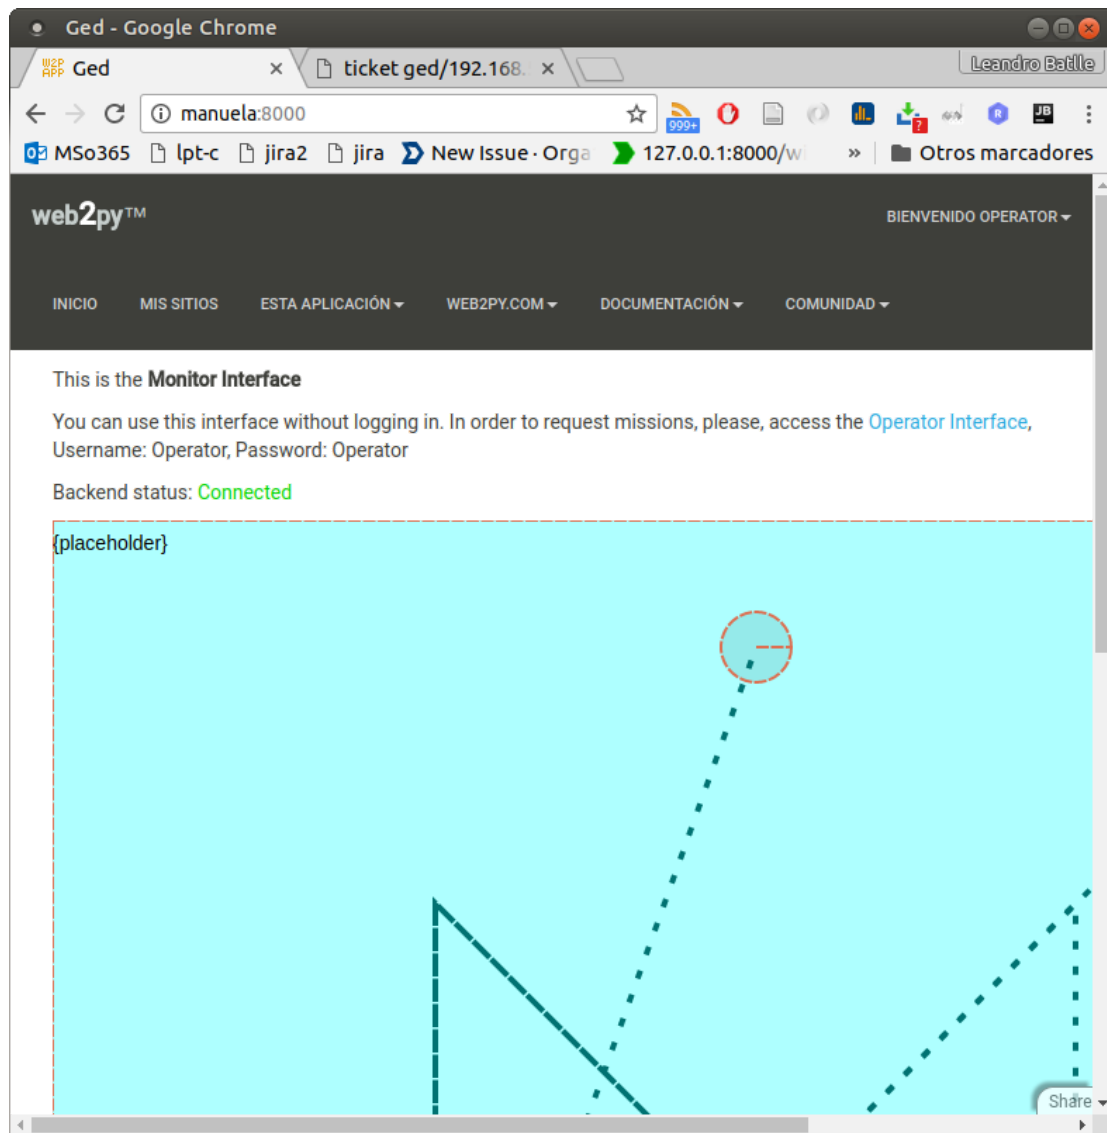 Ged - Google Chrome
W2P APP Ged
ticket ged/192.168.
Leandro Batlle
manuela:8000
999+
R
?
JB
MSo365 lpt-c jira2 jira New Issue · Orga 127.0.0.1:8000/w » Otros marcadores
web2py™
BIENVENIDO OPERATOR
INICIO MIS SITIOS ESTA APLICACIÓN WEB2PY.COM DOCUMENTACIÓN COMUNIDAD
This is the Monitor Interface
You can use this interface without logging in. In order to request missions, please, access the Operator Interface,
Username: Operator, Password: Operator
Backend status: Connected
{placeholder}
Share